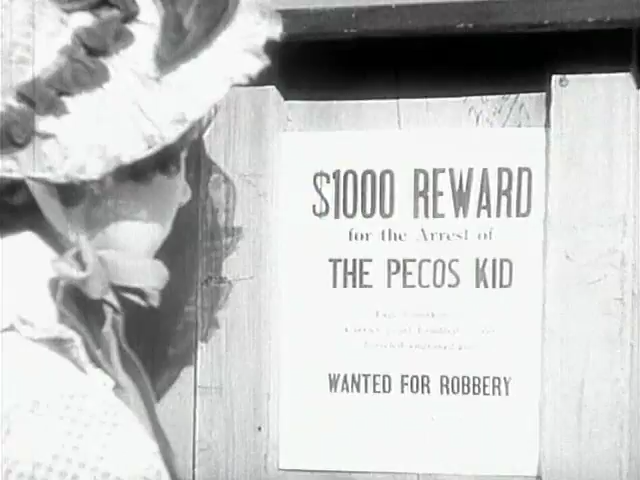 $1000 REWARD
for the Arrest of
THE PECOS KID
WANTED FOR ROBBERY